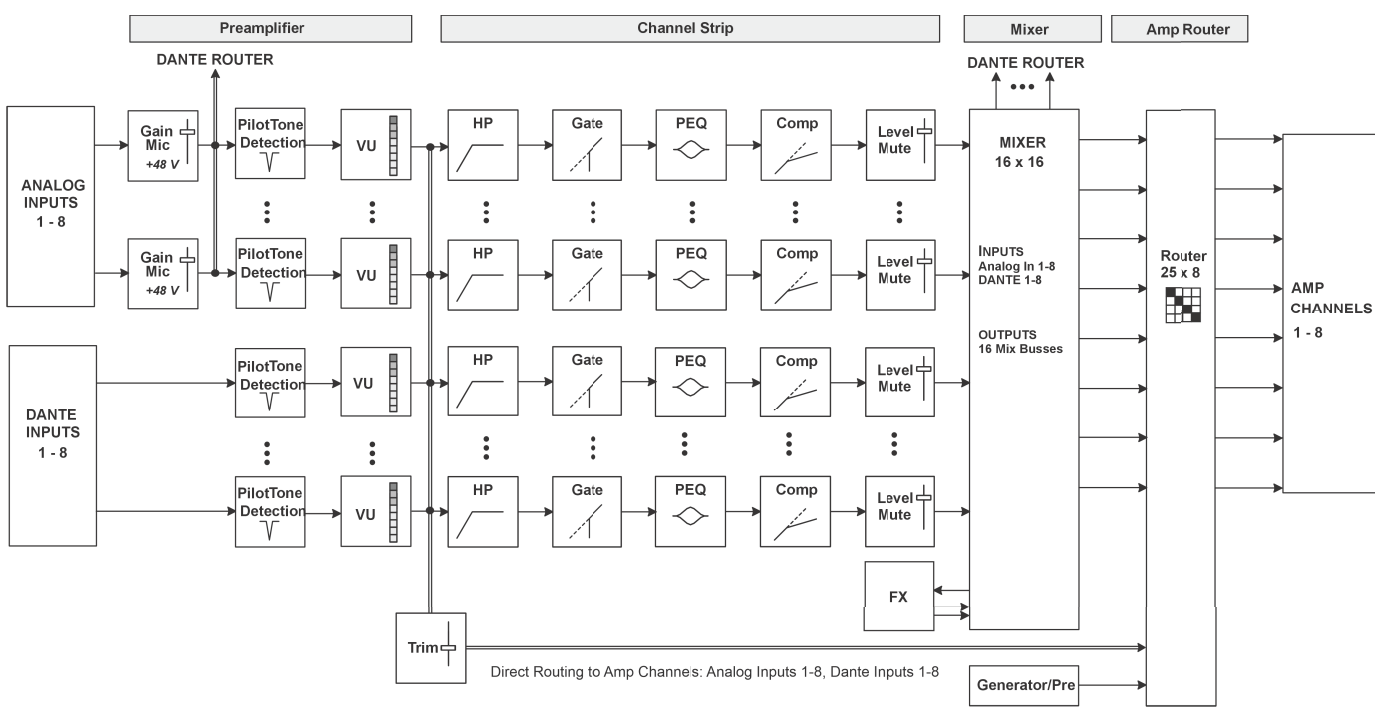 Preamplifier
Channel Strip
Mixer
Amp Router
DANTE ROUTER
DANTE ROUTER
ANALOG
INPUTS
1 - 8
Gain
Mic
+48 V
PilotTone
Detection
VU
HP
Gate
PEQ
Comp
Level
Mute
MIXER
16 x 16
Gain
Mic
+48 V
PilotTone
Detection
VU
HP
Gate
PEQ
Comp
Level
Mute
INPUTS
Analog In 1-8
DANTE 1-8
OUTPUTS
16 Mix Busses
Router
25 x 8
AMP
CHANNELS
1 - 8
DANTE
INPUTS
1 - 8
PilotTone
Detection
VU
HP
Gate
PEQ
Comp
Level
Mute
PilotTone
Detection
VU
HP
Gate
PEQ
Comp
Level
Mute
FX
Trim
Direct Routing to Amp Channels: Analog Inputs 1-8, Dante Inputs 1-8
Generator/Pre